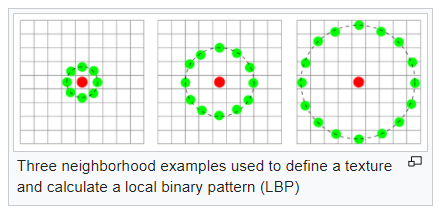 Three neighborhood examples used to define a texture
and calculate a local binary pattern (LBP)